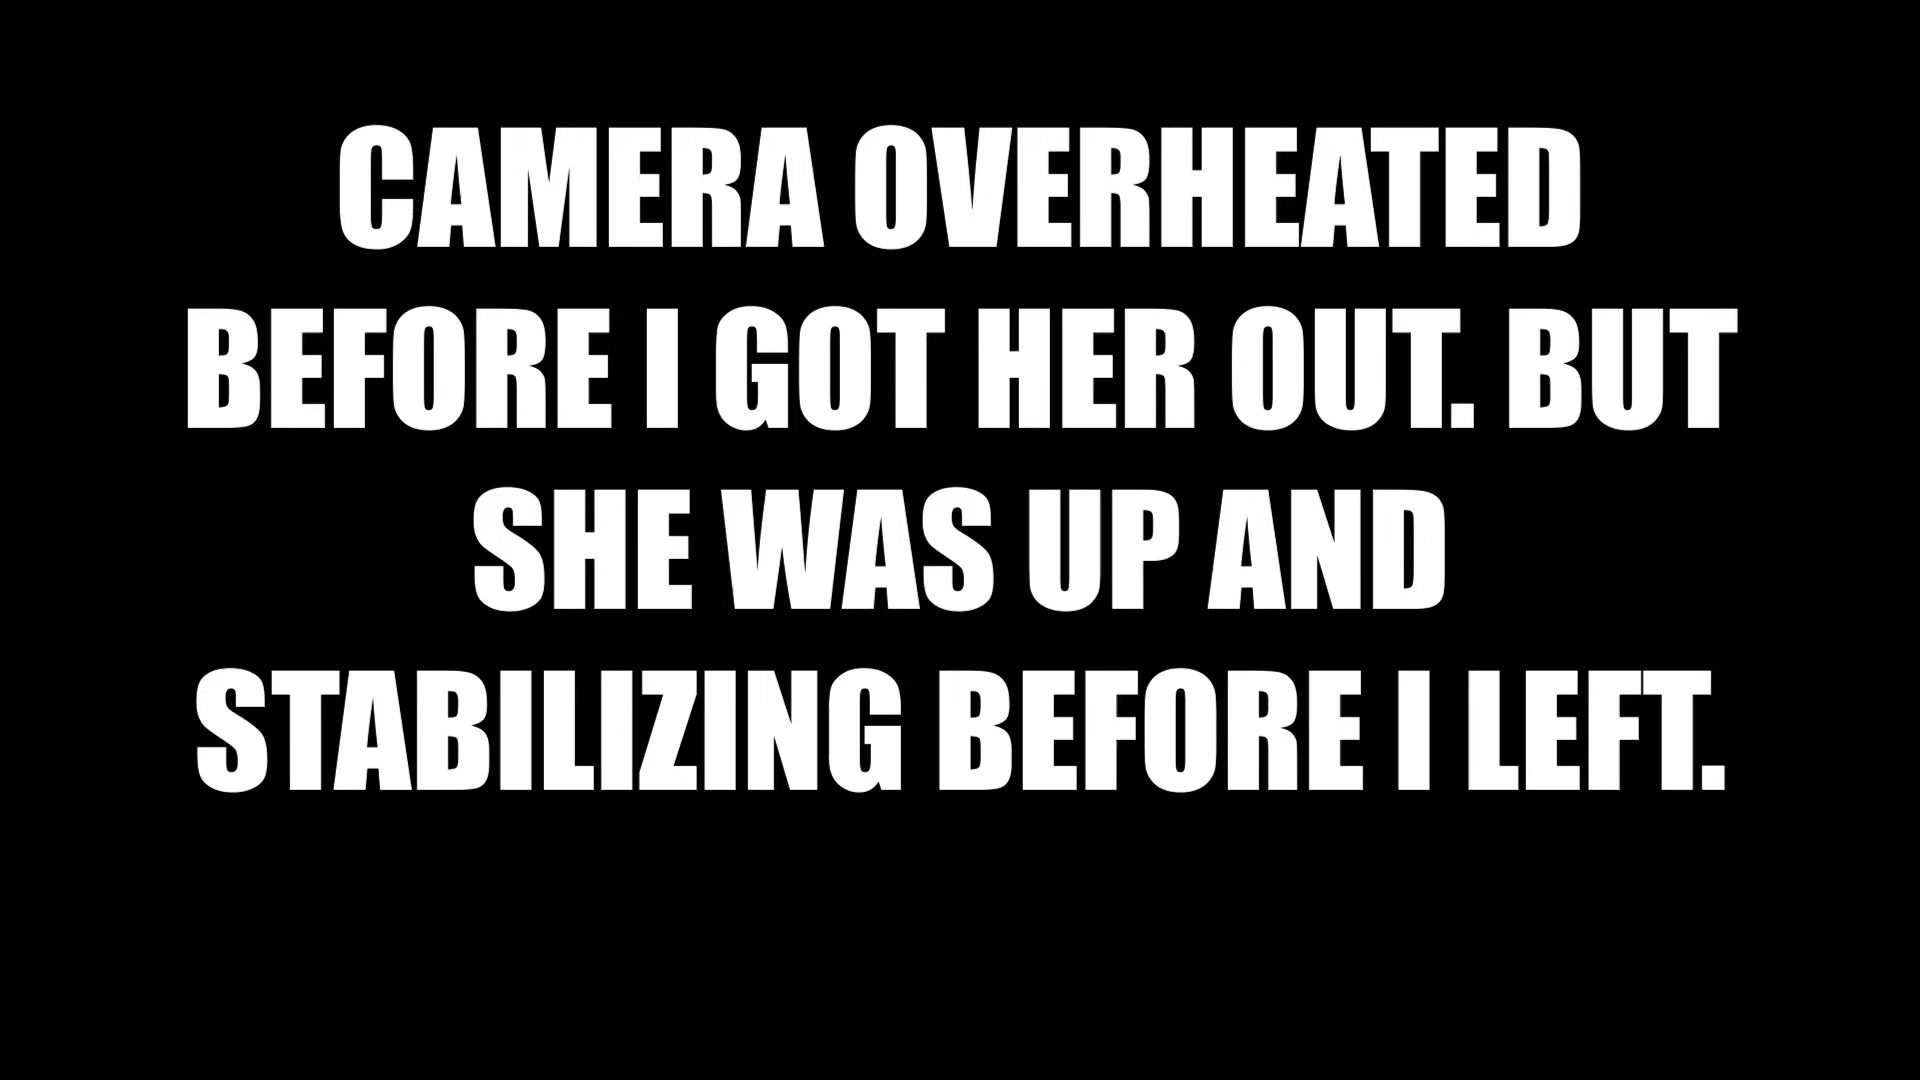 CAMERA OVERHEATED
BEFORE I GOT HER OUT. BUT
SHE WAS UP AND
STABILIZING BEFORE I LEFT.